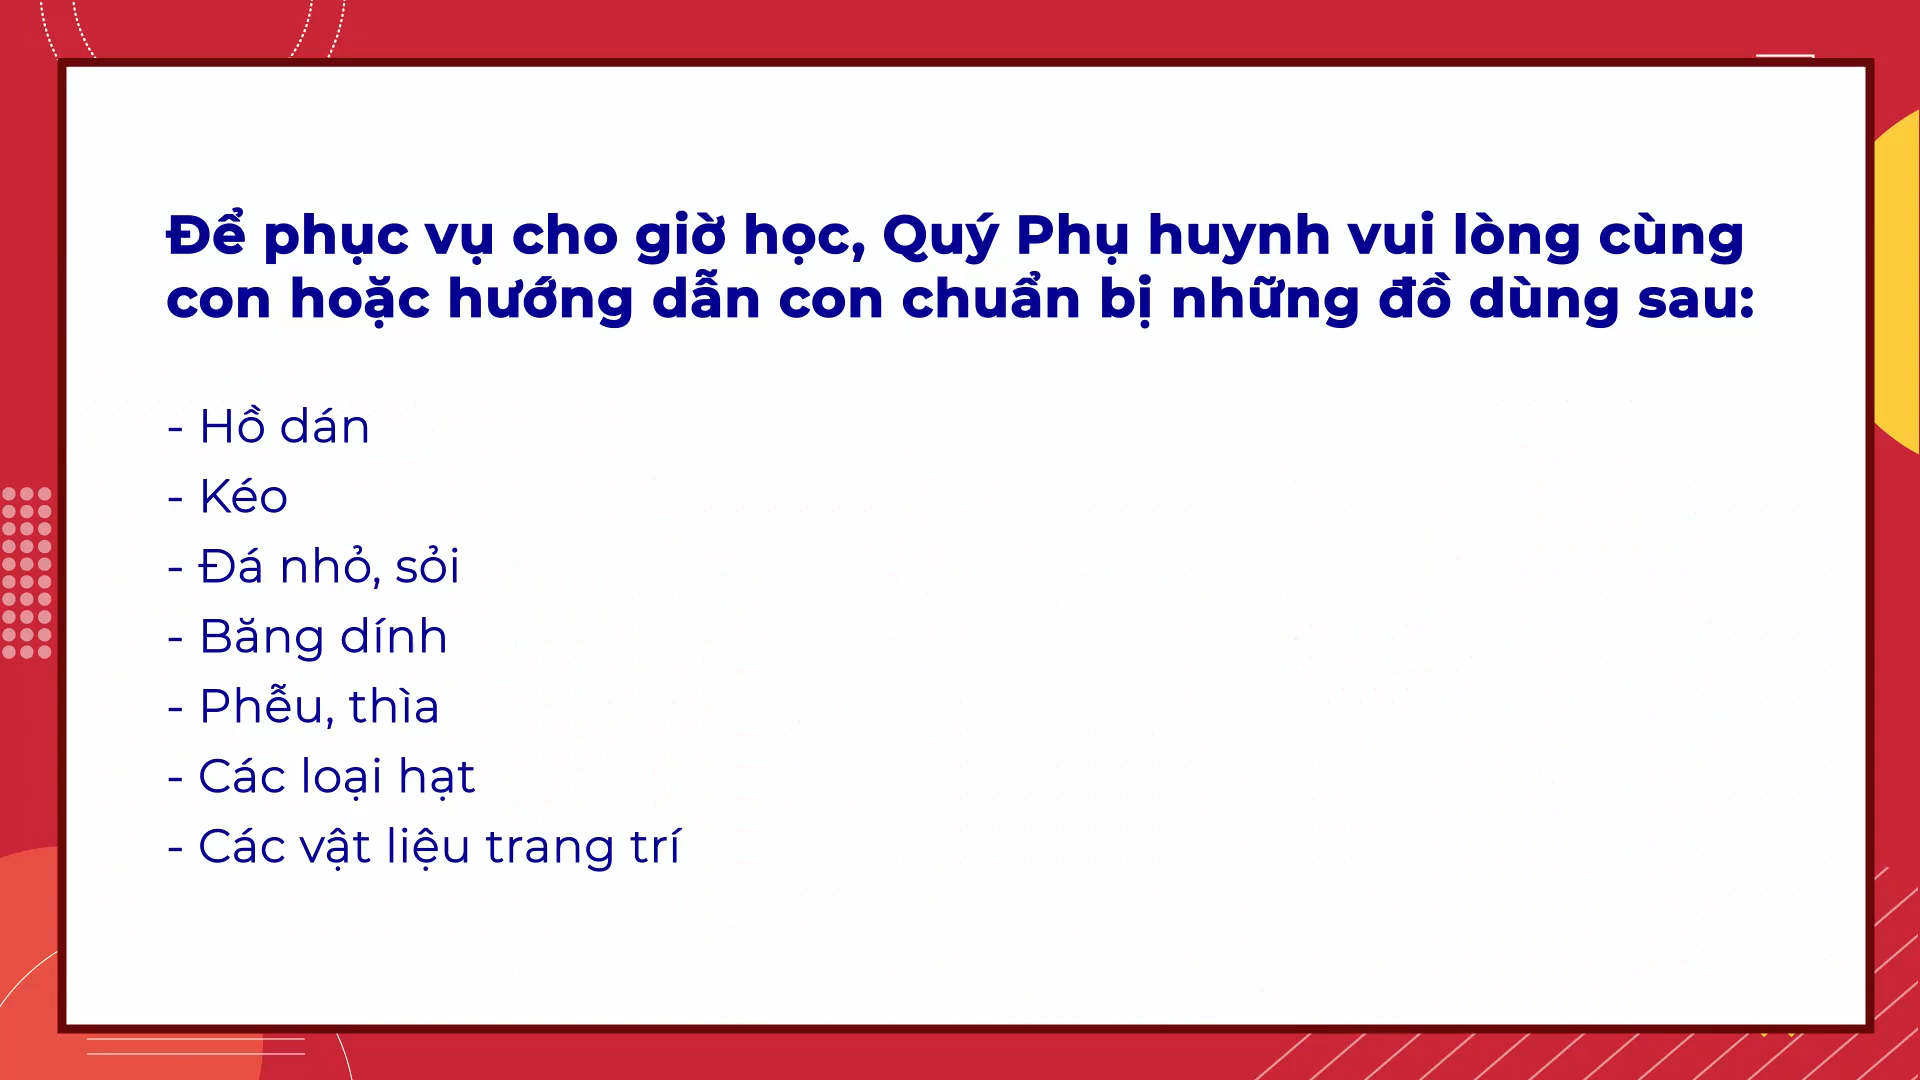 Để phục vụ cho giờ học, Quý Phụ huynh vui lòng cùng
con hoặc hướng dẫn con chuẩn bị những đồ dùng sau:
- Hồ dán
- Kéo
- Đá nhỏ, sỏi
- Băng dính
- Phễu, thìa
- Các loại hạt
- Các vật liệu trang trí